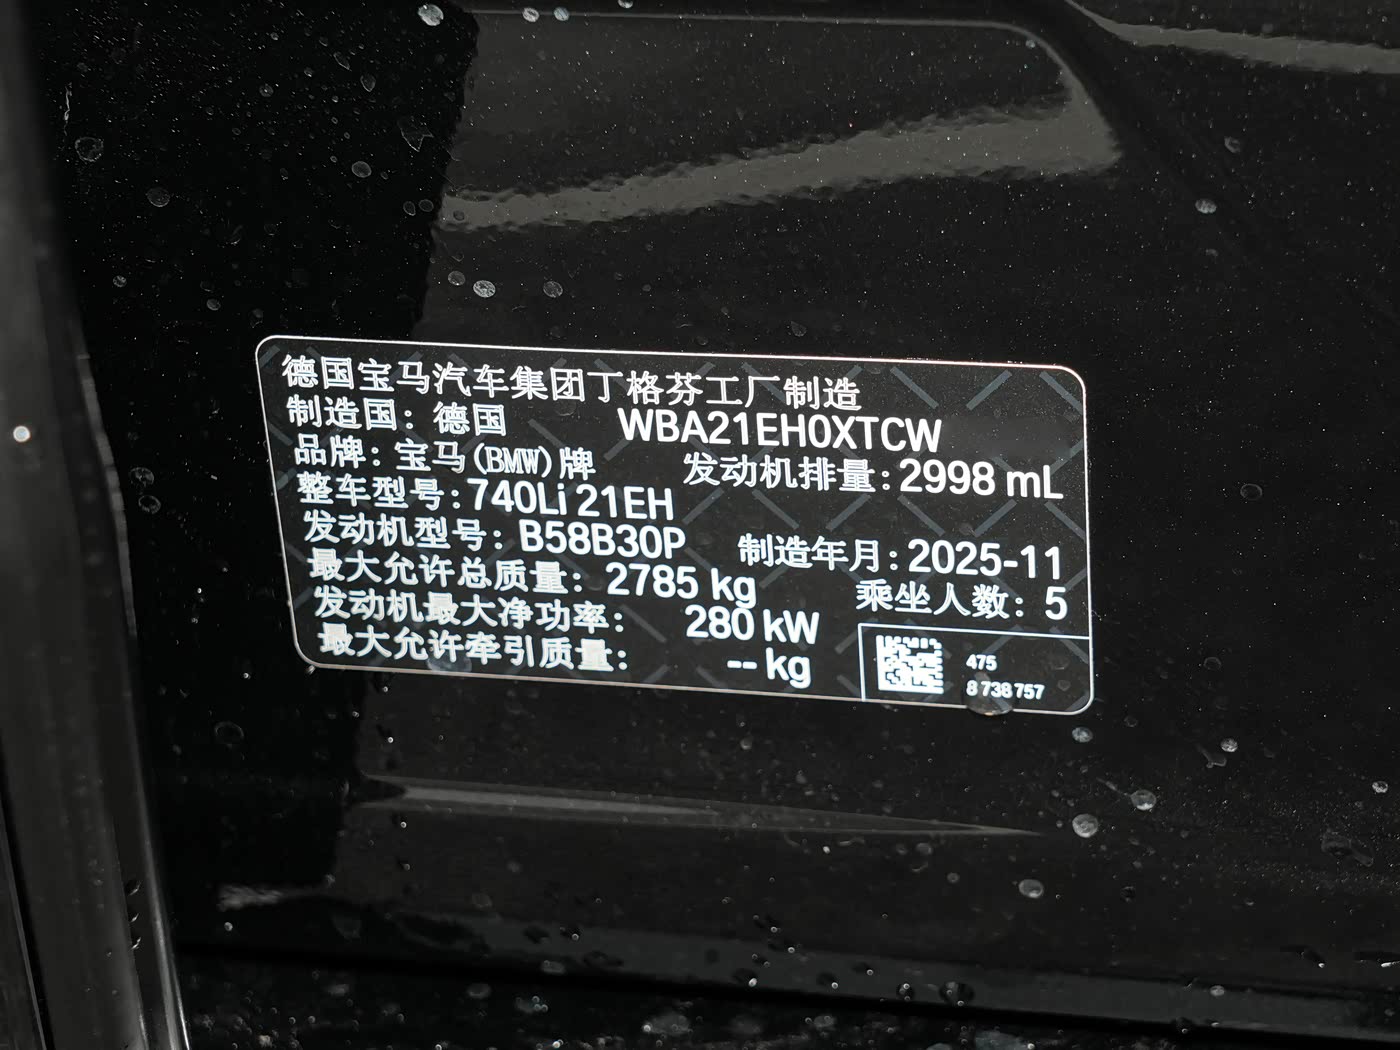 德国宝马汽车集团丁格芬工厂制造
制造国：德国 WBA21EH0XTCW
品牌：宝马(BMW)牌 发动机排量：2998 mL
整车型号：740Li 21EH
发动机型号：B58B30P 制造年月：2025-11
最大允许总质量：2785 kg 乘坐人数：5
发动机最大净功率：280 kW
最大允许牵引质量：-- kg
475
8 738 757